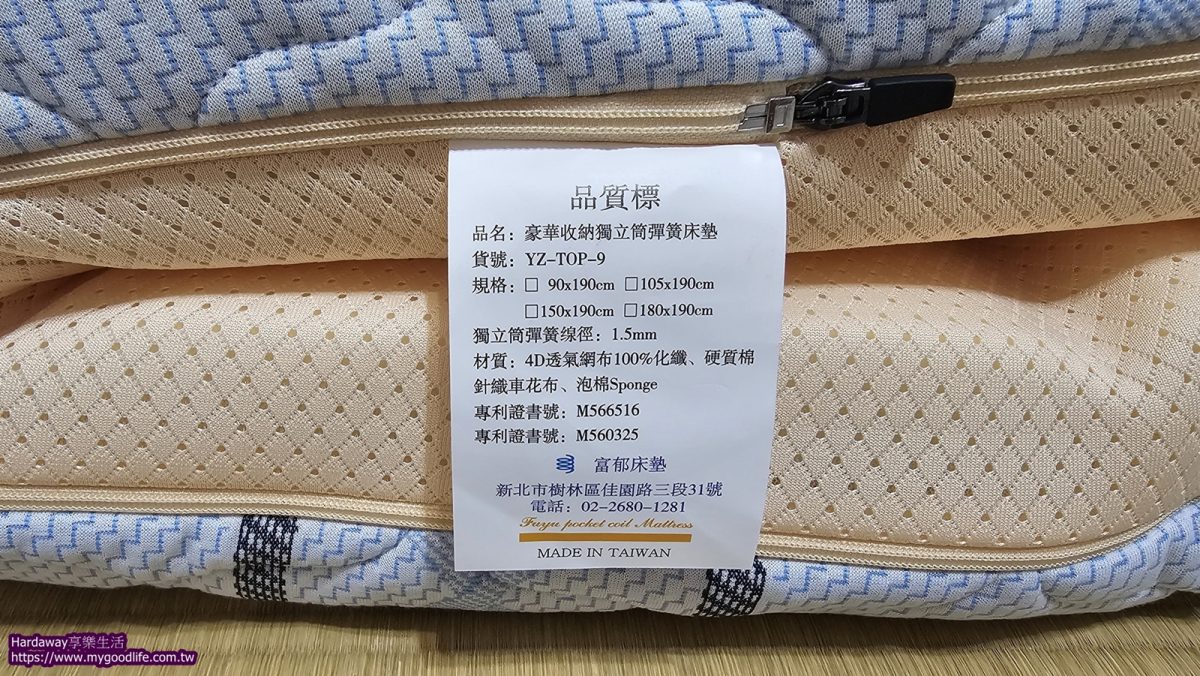 品質標
品名：豪華收納獨立筒彈簧床墊
貨號：YZ-TOP-9
規格：□ 90x190cm □105x190cm
□150x190cm □180x190cm
獨立筒彈簧线徑：1.5mm
材質：4D透氣網布100%化纖、硬質棉
針織車花布、泡棉Sponge
專利證書號：M566516
專利證書號：M560325
富郁床墊
新北市樹林區佳園路三段31號
電話：02-2680-1281
Fuyu pocket coil Mattress
MADE IN TAIWAN
Hardaway享樂生活
https://www.mygoodlife.com.tw